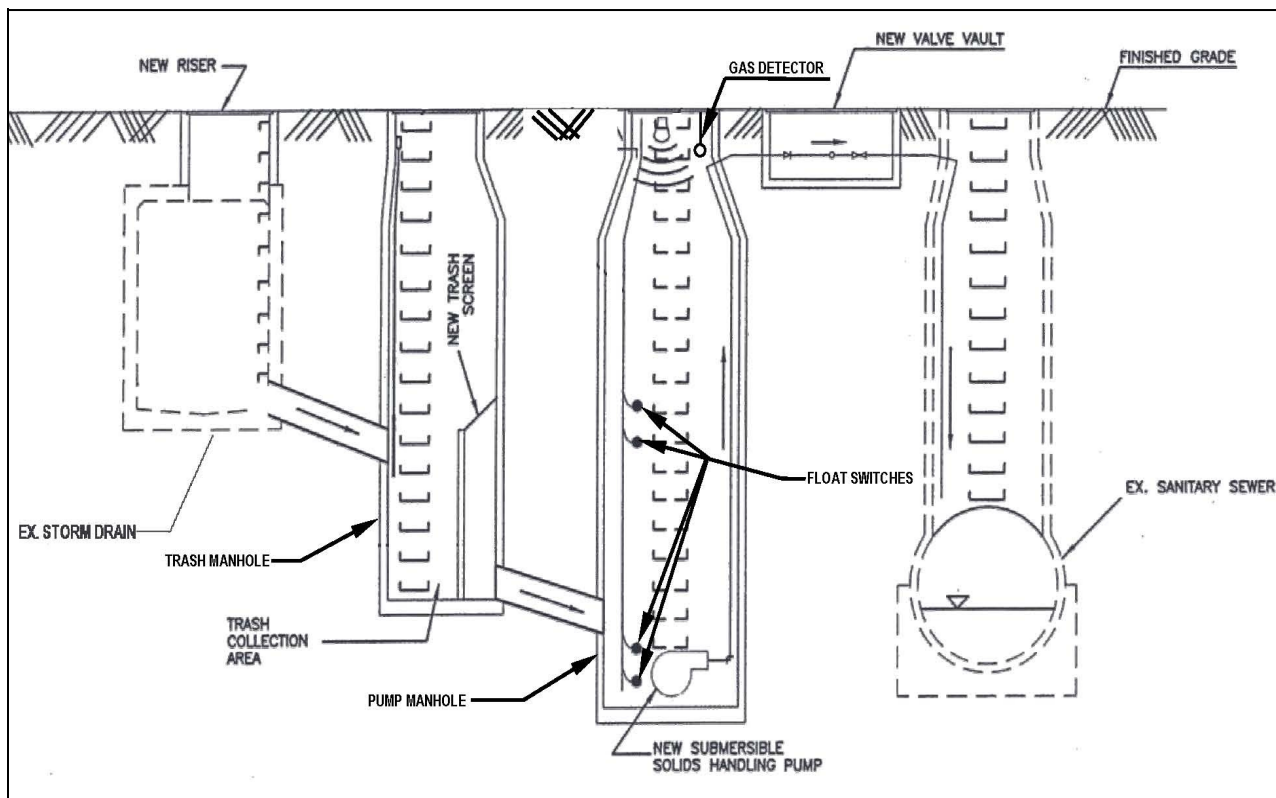 NEW VALVE VAULT
GAS DETECTOR
FINISHED GRADE
NEW RISER
NEW TRASH
SCREEN
FLOAT SWITCHES
EX. SANITARY SEWER
EX. STORM DRAIN
TRASH MANHOLE
TRASH
COLLECTION
AREA
PUMP MANHOLE
NEW SUBMERSIBLE
SOLIDS HANDLING PUMP